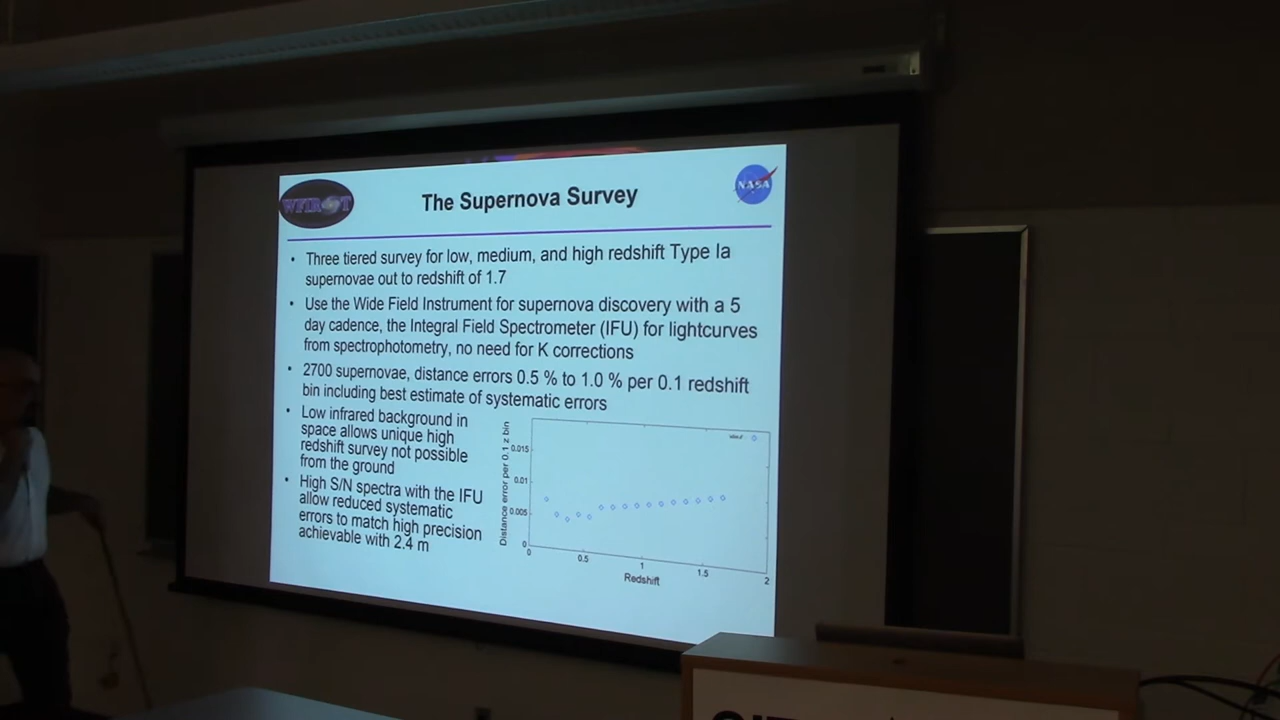 WFIRST
The Supernova Survey
NASA
• Three tiered survey for low, medium, and high redshift Type Ia
supernovae out to redshift of 1.7
• Use the Wide Field Instrument for supernova discovery with a 5
day cadence, the Integral Field Spectrometer (IFU) for lightcurves
from spectrophotometry, no need for K corrections
• 2700 supernovae, distance errors 0.5 % to 1.0 % per 0.1 redshift
bin including best estimate of systematic errors
• Low infrared background in
space allows unique high
redshift survey not possible
from the ground
• High S/N spectra with the IFU
allow reduced systematic
errors to match high precision
achievable with 2.4 m
Distance error per 0.1 z bin
0.015
0.01
0.005
0
0 0.5 1 1.5 2
Redshift